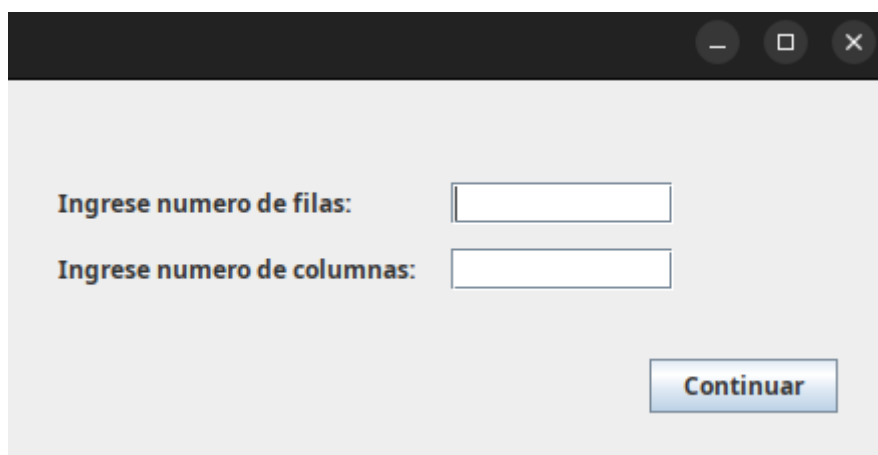 Ingrese numero de filas:
Ingrese numero de columnas:
Continuar